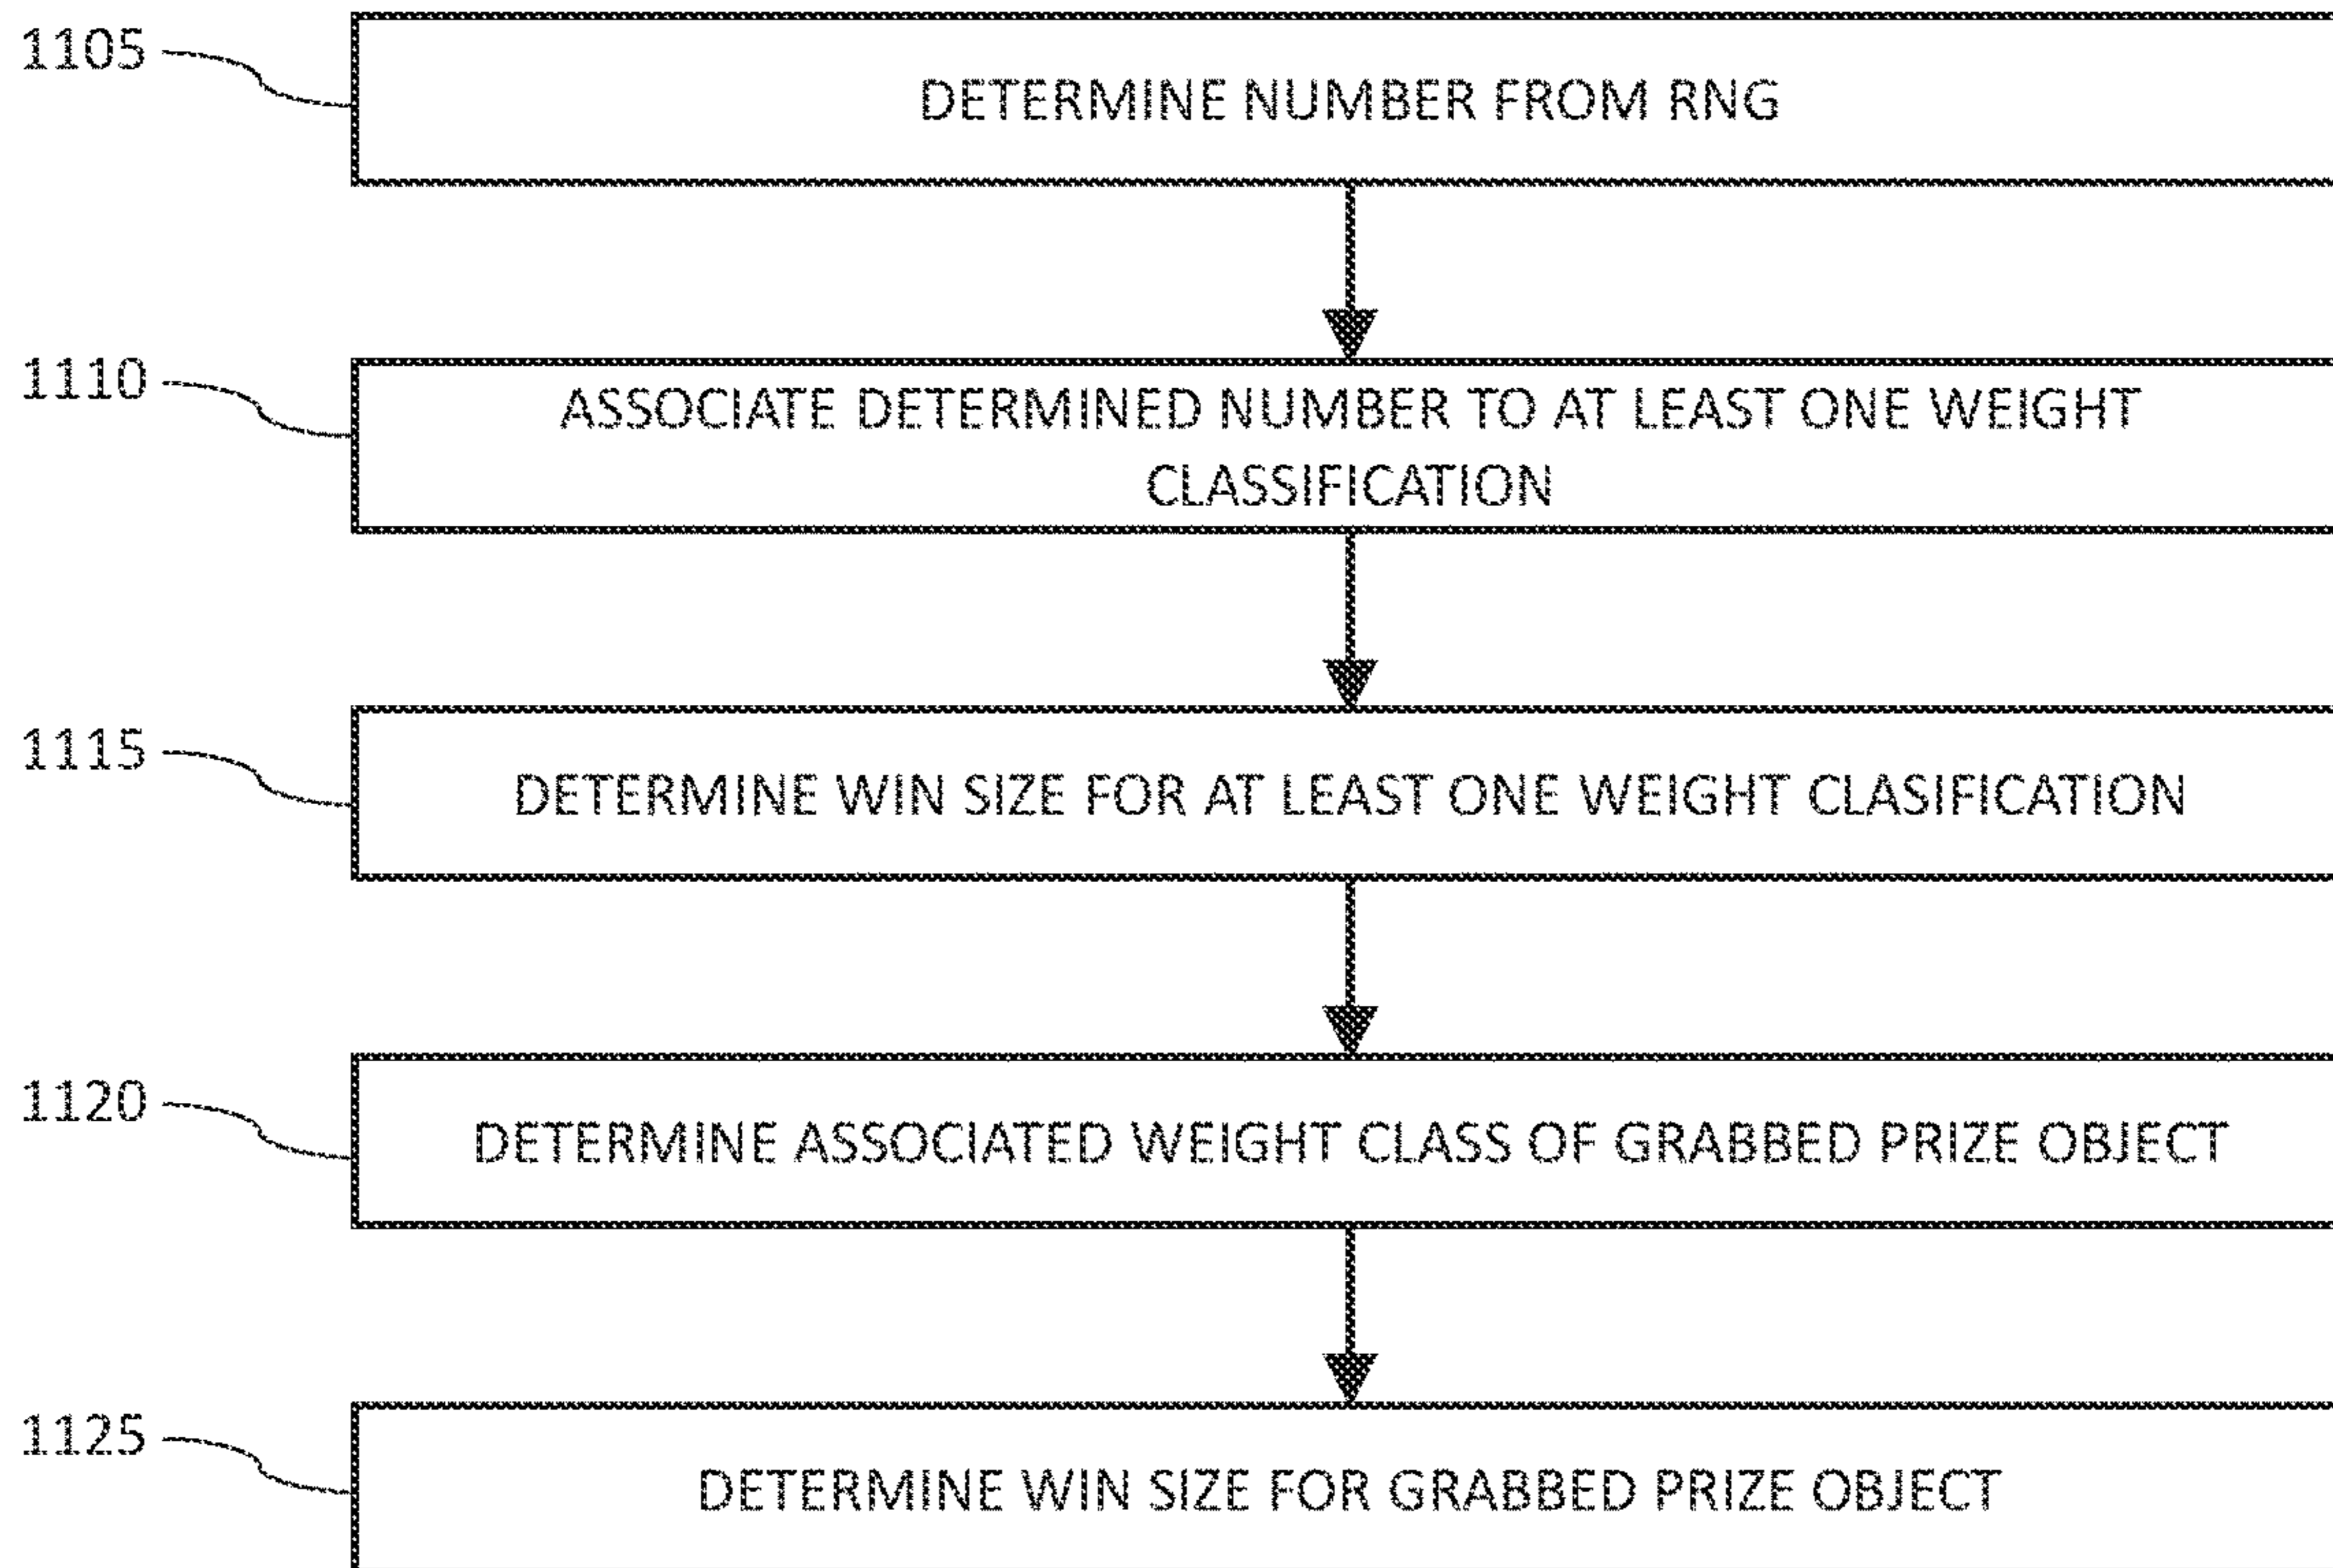 1105
DETERMINE NUMBER FROM RNG
1110
ASSOCIATE DETERMINED NUMBER TO AT LEAST ONE WEIGHT
CLASSIFICATION
1115
DETERMINE WIN SIZE FOR AT LEAST ONE WEIGHT CLASIFICATION
1120
DETERMINE ASSOCIATED WEIGHT CLASS OF GRABBED PRIZE OBJECT
1125
DETERMINE WIN SIZE FOR GRABBED PRIZE OBJECT